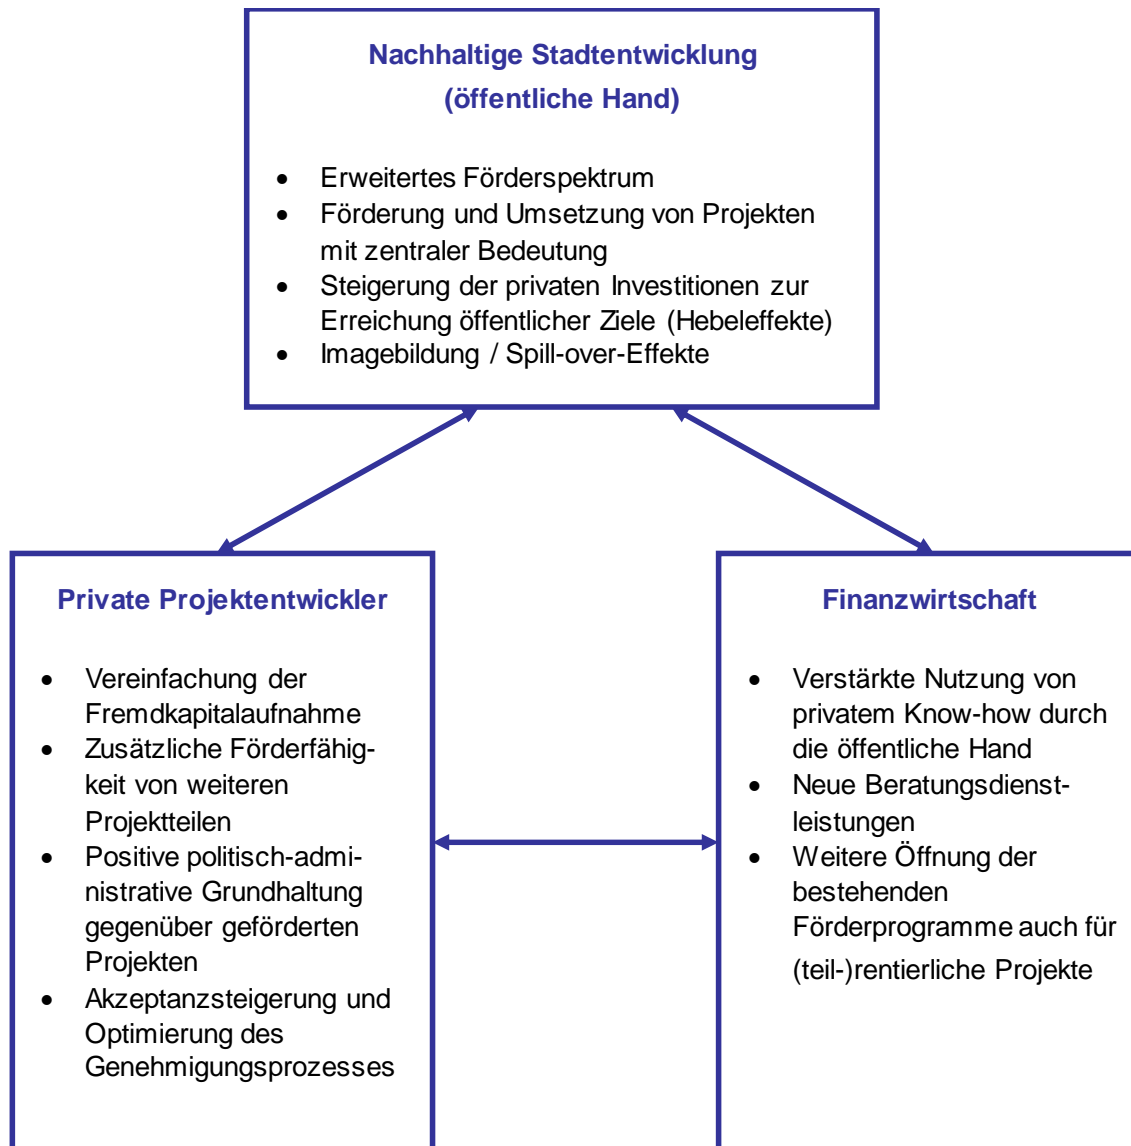 Nachhaltige Stadtentwicklung
(öffentliche Hand)
• Erweitertes Förderspektrum
• Förderung und Umsetzung von Projekten
mit zentraler Bedeutung
• Steigerung der privaten Investitionen zur
Erreichung öffentlicher Ziele (Hebeleffekte)
• Imagebildung / Spill-over-Effekte
Private Projektentwickler
• Vereinfachung der
Fremdkapitalaufnahme
• Zusätzliche Förderfähig-
keit von weiteren
Projektteilen
• Positive politisch-admi-
nistrative Grundhaltung
gegenüber geförderten
Projekten
• Akzeptanzsteigerung und
Optimierung des
Genehmigungsprozesses
Finanzwirtschaft
• Verstärkte Nutzung von
privatem Know-how durch
die öffentliche Hand
• Neue Beratungsdienst-
leistungen
• Weitere Öffnung der
bestehenden
Förderprogramme auch für
(teil-)rentierliche Projekte